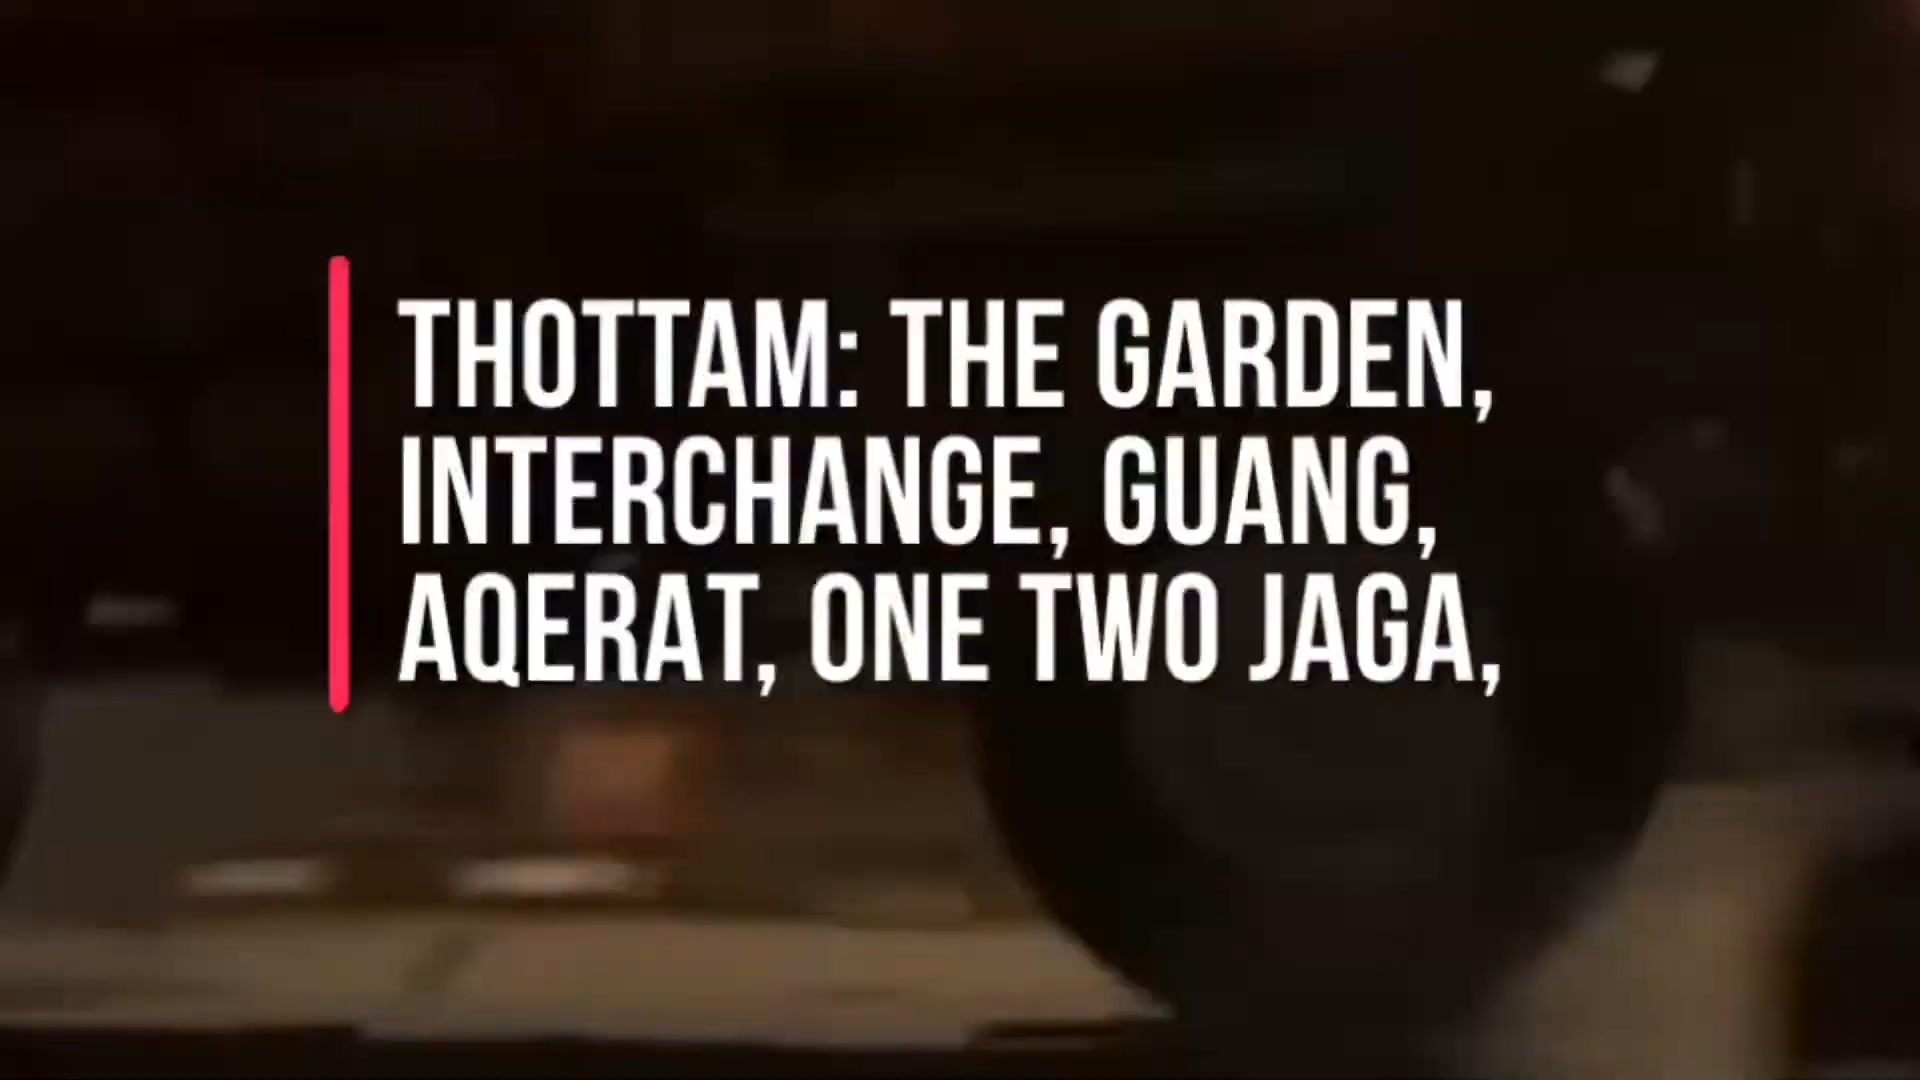 THOTTAM: THE GARDEN,
INTERCHANGE, GUANG,
AQERAT, ONE TWO JAGA,